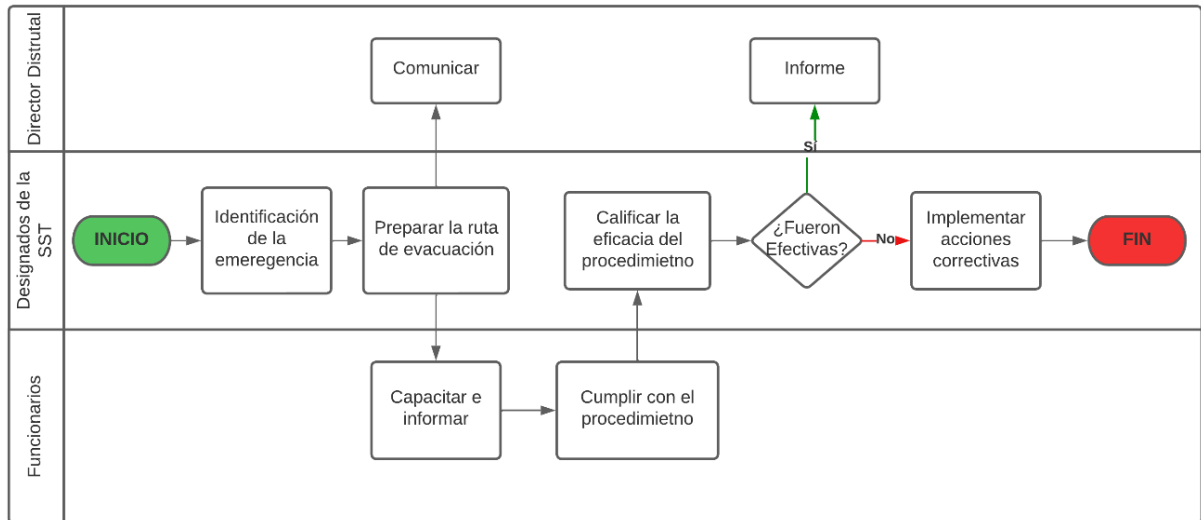 Director Distrutal
Comunicar
Informe
Sí
Designados de la
SST
INICIO
Identificación
de la
emeregencia
Preparar la ruta
de evacuación
Calificar la
eficacia del
procedimietno
¿Fueron
Efectivas?
No
Implementar
acciones
correctivas
FIN
Funcionarios
Capacitar e
informar
Cumplir con el
procedimietno